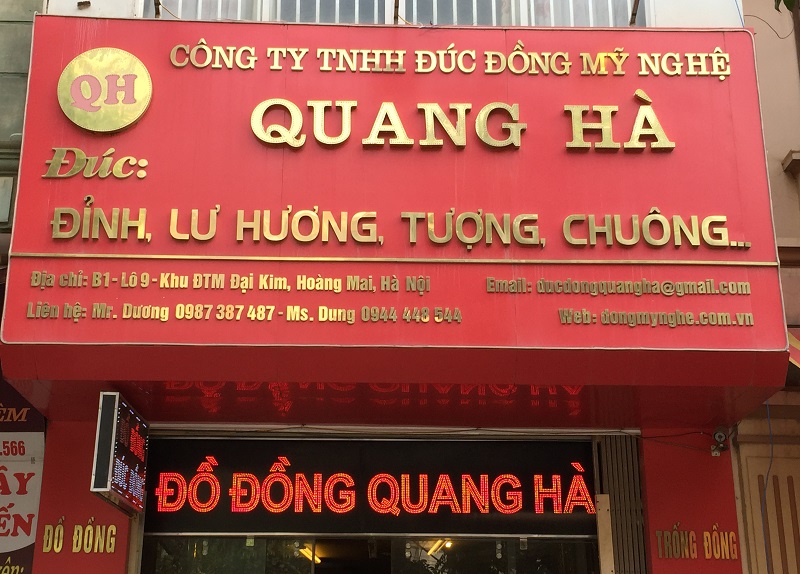 QH
CÔNG TY TNHH ĐÚC ĐỒNG MỸ NGHỆ
QUANG HÀ
Đúc:
ĐỈNH, LƯ HƯƠNG, TƯỢNG, CHUÔNG...
Địa chỉ: B1 - Lô 9 - Khu ĐTM Đại Kim, Hoàng Mai, Hà Nội
Email: ducdongquangha@gmail.com
Liên hệ: Mr. Dương 0987 387 487 - Ms. Dung 0944 448 544
Web: dongmynghe.com.vn
ĐỒ ĐỒNG QUANG HÀ
.566
ĐỒ ĐỒNG
TRỐNG ĐỒNG